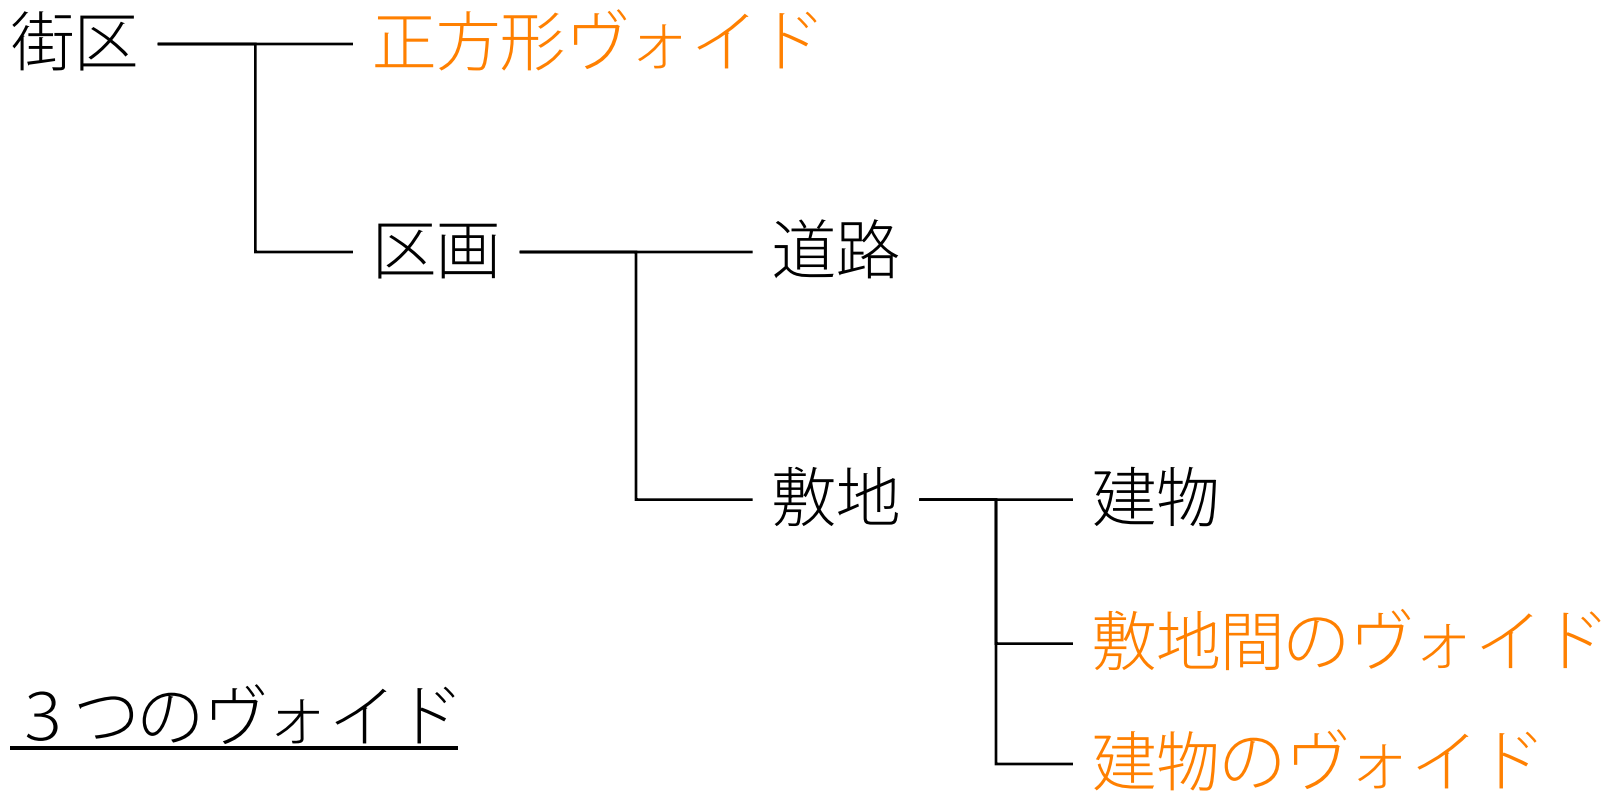 街区 正方形ヴォイド
区画 道路
敷地 建物
敷地間のヴォイド
３つのヴォイド
建物のヴォイド